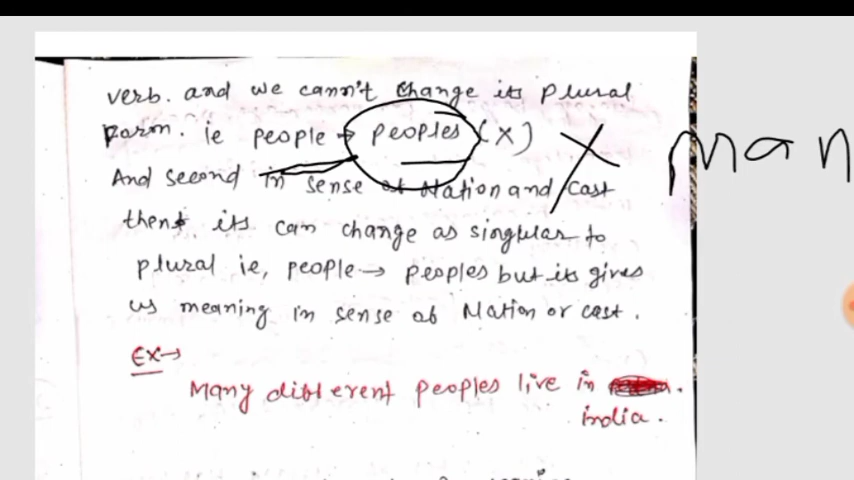 verb. and we cann't change its plural
Form. ie people → peoples (X) X man
And second in sense of Nation and Cast
then its can change as singular to
plural ie, people → peoples but its gives
us meaning in sense of Nation or cast.
EX→
Many different peoples live in
india.